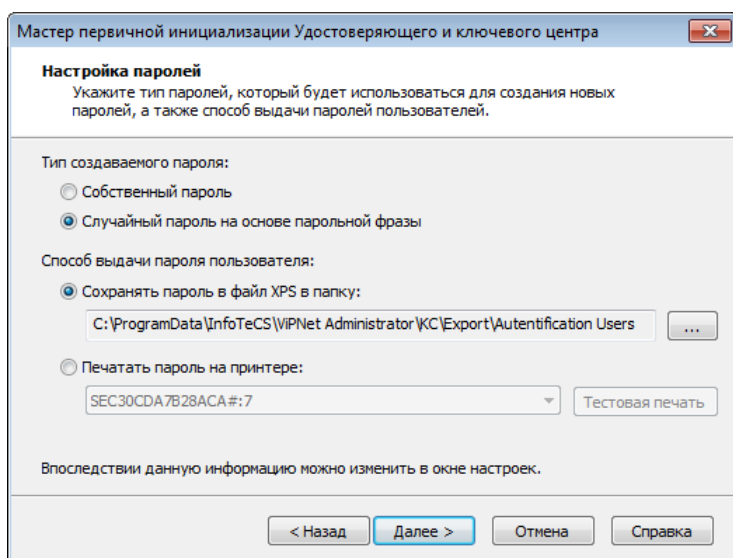 Мастер первичной инициализации Удостоверяющего и ключевого центра
Настройка паролей
Укажите тип паролей, который будет использоваться для создания новых
паролей, а также способ выдачи паролей пользователей.
Тип создаваемого пароля:
Собственный пароль
Случайный пароль на основе парольной фразы
Способ выдачи пароля пользователя:
Сохранять пароль в файл XPS в папку:
C:\ProgramData\InfoTeCS\ViPNet Administrator\KC\Export\Autentification Users
...
Печатать пароль на принтере:
SEC30CDA7B28ACA#:7
Тестовая печать
Впоследствии данную информацию можно изменить в окне настроек.
< Назад
Далее >
Отмена
Справка